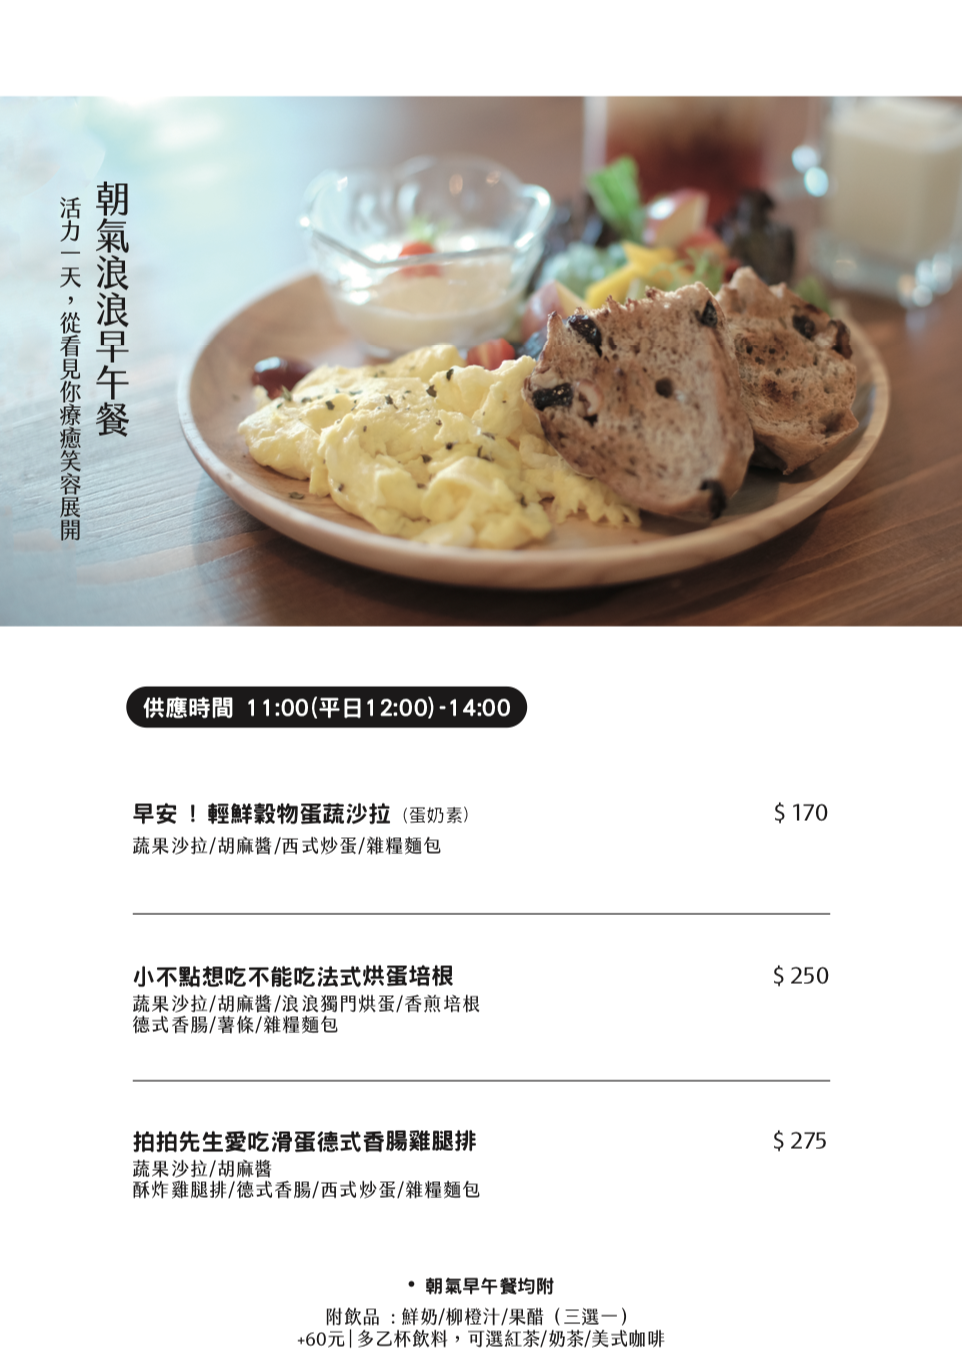 朝氣浪浪早午餐
活力一天，從看見你療癒笑容展開
供應時間 11:00(平日12:00)-14:00
早安！輕鮮穀物蛋蔬沙拉（蛋奶素） $ 170
蔬果沙拉/胡麻醬/西式炒蛋/雜糧麵包
小不點想吃不能吃法式烘蛋培根 $ 250
蔬果沙拉/胡麻醬/浪浪獨門烘蛋/香煎培根
德式香腸/薯條/雜糧麵包
拍拍先生愛吃滑蛋德式香腸雞腿排 $ 275
蔬果沙拉/胡麻醬
酥炸雞腿排/德式香腸/西式炒蛋/雜糧麵包
• 朝氣早午餐均附
附飲品：鮮奶/柳橙汁/果醋（三選一）
+60元|多乙杯飲料，可選紅茶/奶茶/美式咖啡